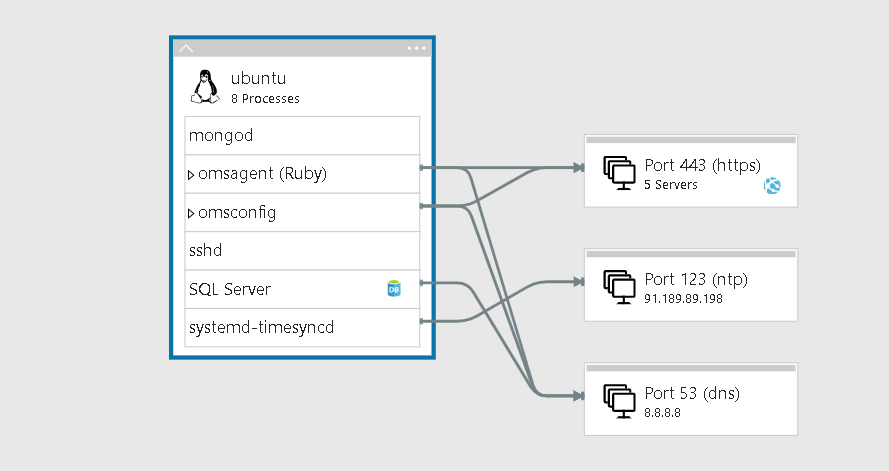 ubuntu
8 Processes
mongod
omsagent (Ruby)
omsconfig
sshd
SQL Server
DB
systemd-timesyncd
Port 443 (https)
5 Servers
Port 123 (ntp)
91.189.89.198
Port 53 (dns)
8.8.8.8